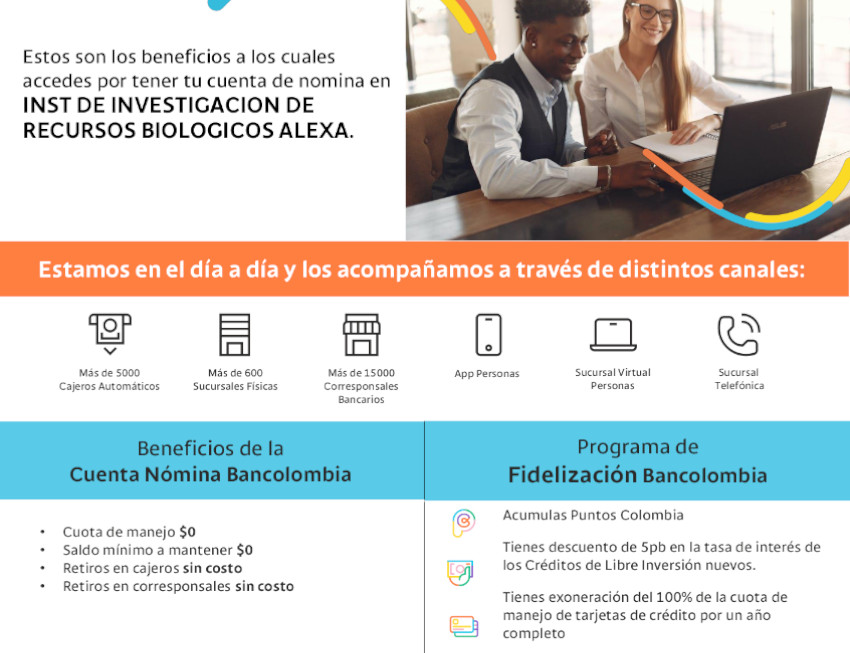 Estos son los beneficios a los cuales
accedes por tener tu cuenta de nomina en
INST DE INVESTIGACION DE
RECURSOS BIOLOGICOS ALEXA.
ASUS
Estamos en el día a día y los acompañamos a través de distintos canales:
Más de 5000
Cajeros Automáticos
Más de 600
Sucursales Físicas
Más de 15000
Corresponsales
Bancarios
App Personas
Sucursal Virtual
Personas
Sucursal
Telefónica
Beneficios de la
Cuenta Nómina Bancolombia
• Cuota de manejo $0
• Saldo mínimo a mantener $0
• Retiros en cajeros sin costo
• Retiros en corresponsales sin costo
Programa de
Fidelización Bancolombia
Acumulas Puntos Colombia
Tienes descuento de 5pb en la tasa de interés de
los Créditos de Libre Inversión nuevos.
Tienes exoneración del 100% de la cuota de
manejo de tarjetas de crédito por un año
completo